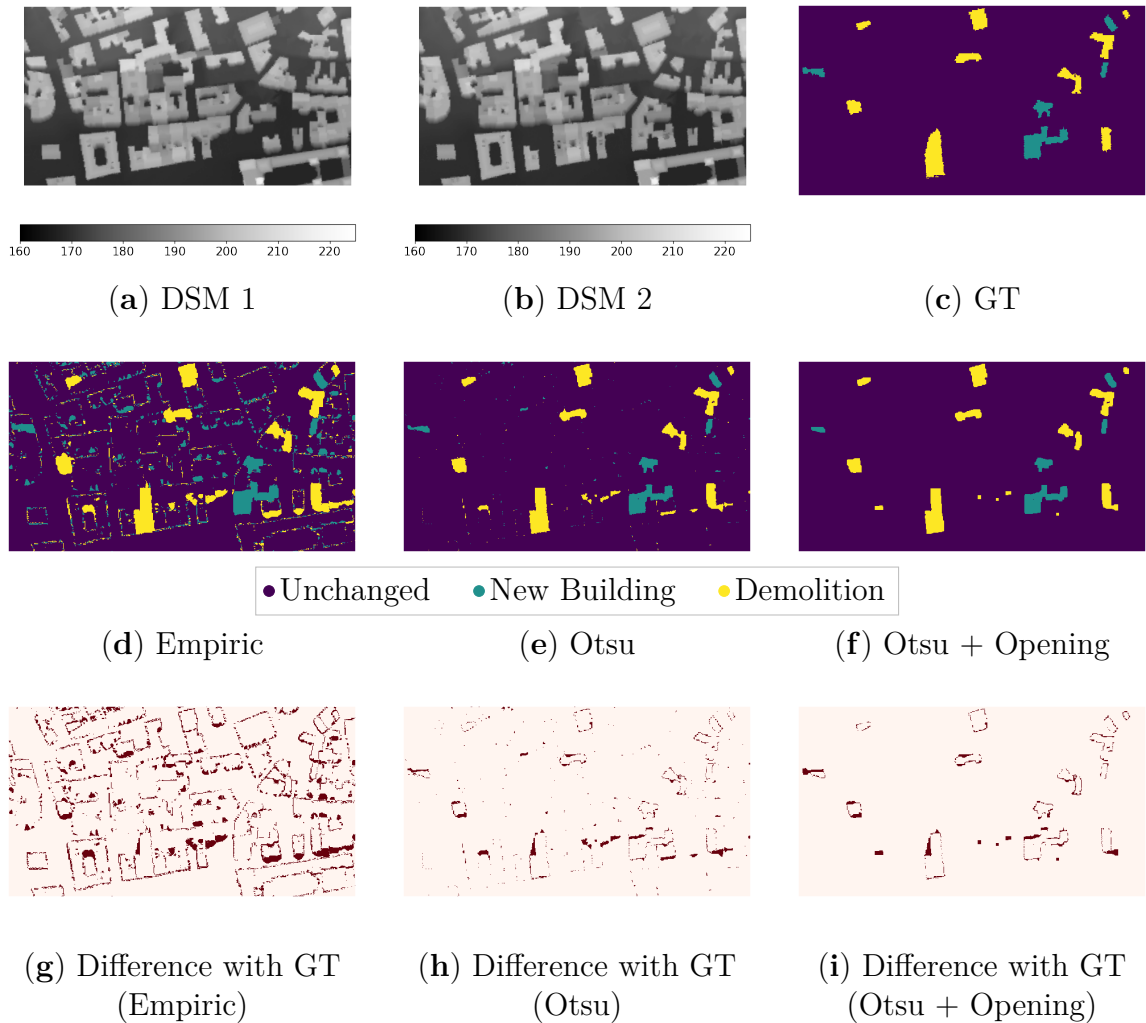 160 170 180 190 200 210 220
160 170 180 190 200 210 220
(a) DSM 1
(b) DSM 2
(c) GT
Unchanged New Building Demolition
(d) Empiric
(e) Otsu
(f) Otsu + Opening
(g) Difference with GT
(Empiric)
(h) Difference with GT
(Otsu)
(i) Difference with GT
(Otsu + Opening)